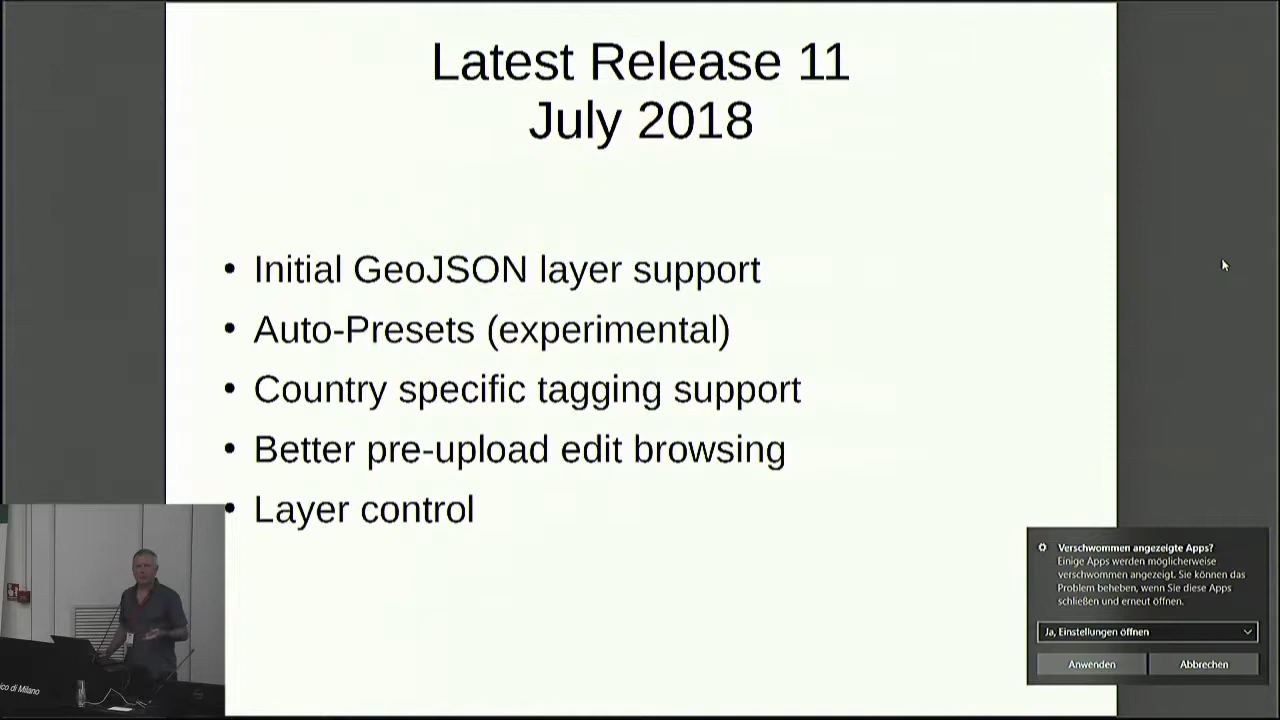 Latest Release 11
July 2018
• Initial GeoJSON layer support
• Auto-Presets (experimental)
• Country specific tagging support
• Better pre-upload edit browsing
• Layer control
Verschwommen angezeigte Apps?
Einige Apps werden möglicherweise
verschwommen angezeigt. Sie können das
Problem beheben, wenn Sie diese Apps
schließen und erneut öffnen.
Ja, Einstellungen öffnen
Anwenden Abbrechen
ico di Milano